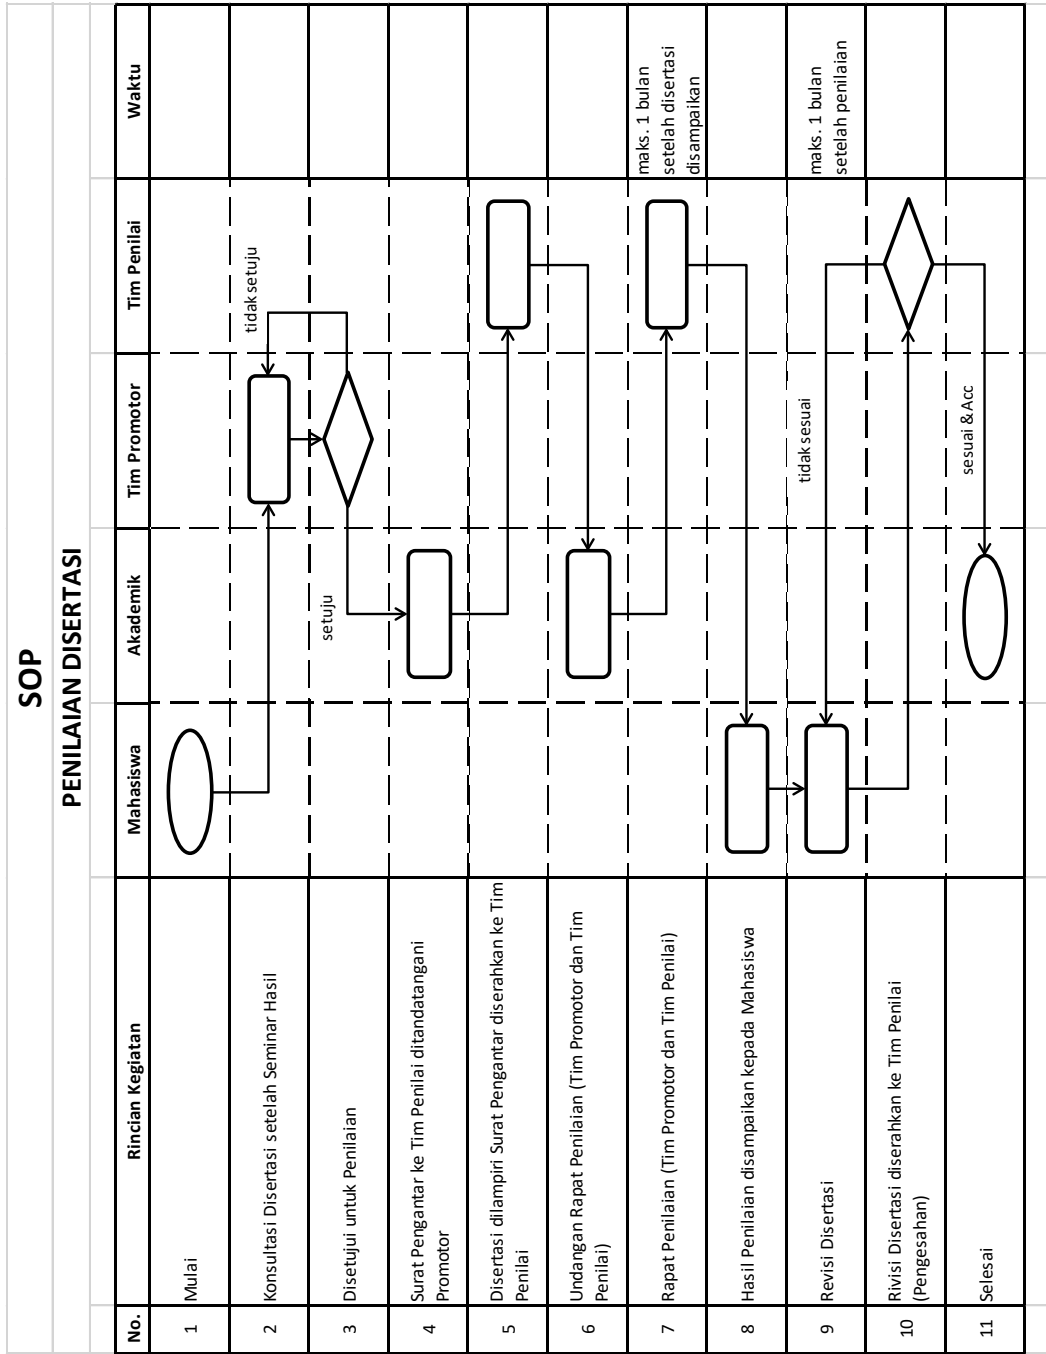 SOP
PENILAIAN DISERTASI
No.
Rincian Kegiatan
Mahasiswa
Akademik
Tim Promotor
Tim Penilai
Waktu
1
Mulai
2
Konsultasi Disertasi setelah Seminar Hasil
tidak setuju
3
Disetujui untuk Penilaian
setuju
4
Surat Pengantar ke Tim Penilai ditandatangani
Promotor
5
Disertasi dilampiri Surat Pengantar diserahkan ke Tim
Penilai
6
Undangan Rapat Penilaian (Tim Promotor dan Tim
Penilai)
7
Rapat Penilaian (Tim Promotor dan Tim Penilai)
maks. 1 bulan
setelah disertasi
disampaikan
8
Hasil Penilaian disampaikan kepada Mahasiswa
9
Revisi Disertasi
tidak sesuai
maks. 1 bulan
setelah penilaian
10
Rivisi Disertasi diserahkan ke Tim Penilai
(Pengesahan)
11
Selesai
sesuai & Acc